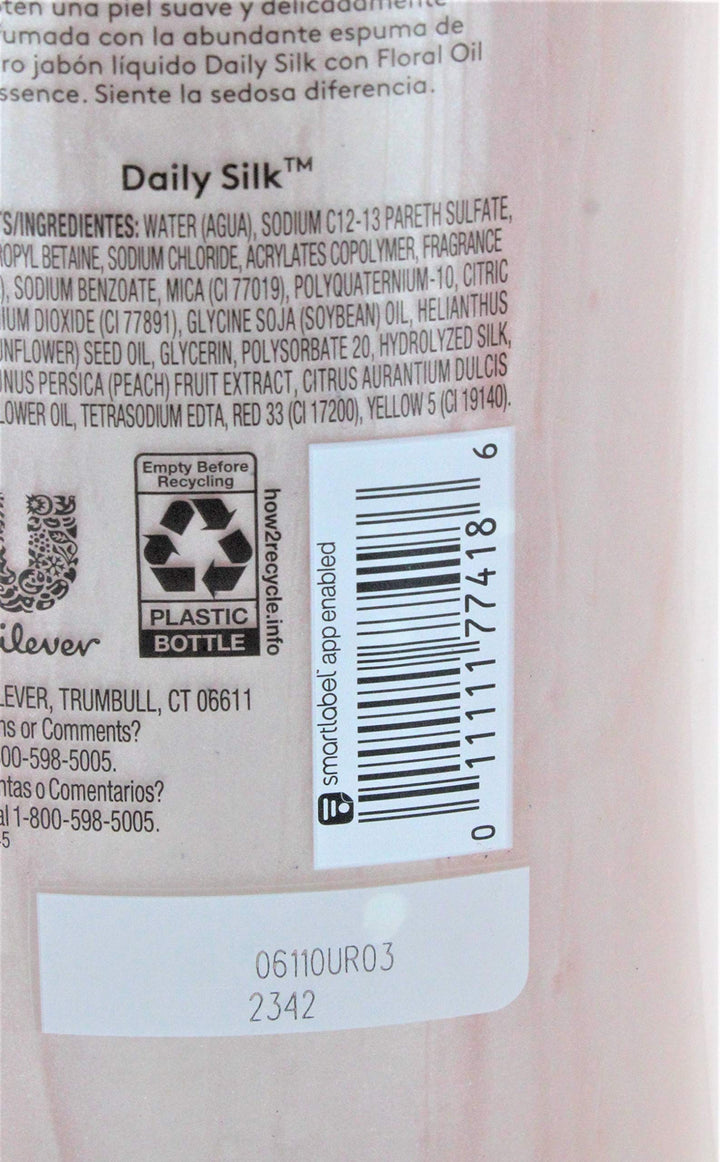 tén una piel suave y delicadamente
umada con la abundante espuma de
ro jabón líquido Daily Silk con Floral Oil
ssence. Siente la sedosa diferencia.
Daily Silk™
S/INGREDIENTES: WATER (AGUA), SODIUM C12-13 PARETH SULFATE,
OPYL BETAINE, SODIUM CHLORIDE, ACRYLATES COPOLYMER, FRAGRANCE
), SODIUM BENZOATE, MICA (CI 77019), POLYQUATERNIUM-10, CITRIC
IUM DIOXIDE (CI 77891), GLYCINE SOJA (SOYBEAN) OIL, HELIANTHUS
UNFLOWER) SEED OIL, GLYCERIN, POLYSORBATE 20, HYDROLYZED SILK,
NUS PERSICA (PEACH) FRUIT EXTRACT, CITRUS AURANTIUM DULCIS
LOWER OIL, TETRASODIUM EDTA, RED 33 (CI 17200), YELLOW 5 (CI 19140).
Empty Before
Recycling
PLASTIC
BOTTLE
how2recycle.info
ilever
LEVER, TRUMBULL, CT 06611
ns or Comments?
00-598-5005.
ntas o Comentarios?
al 1-800-598-5005.
-5
smartlabel™ app enabled
0 11111 77418 6
06110UR03
2342